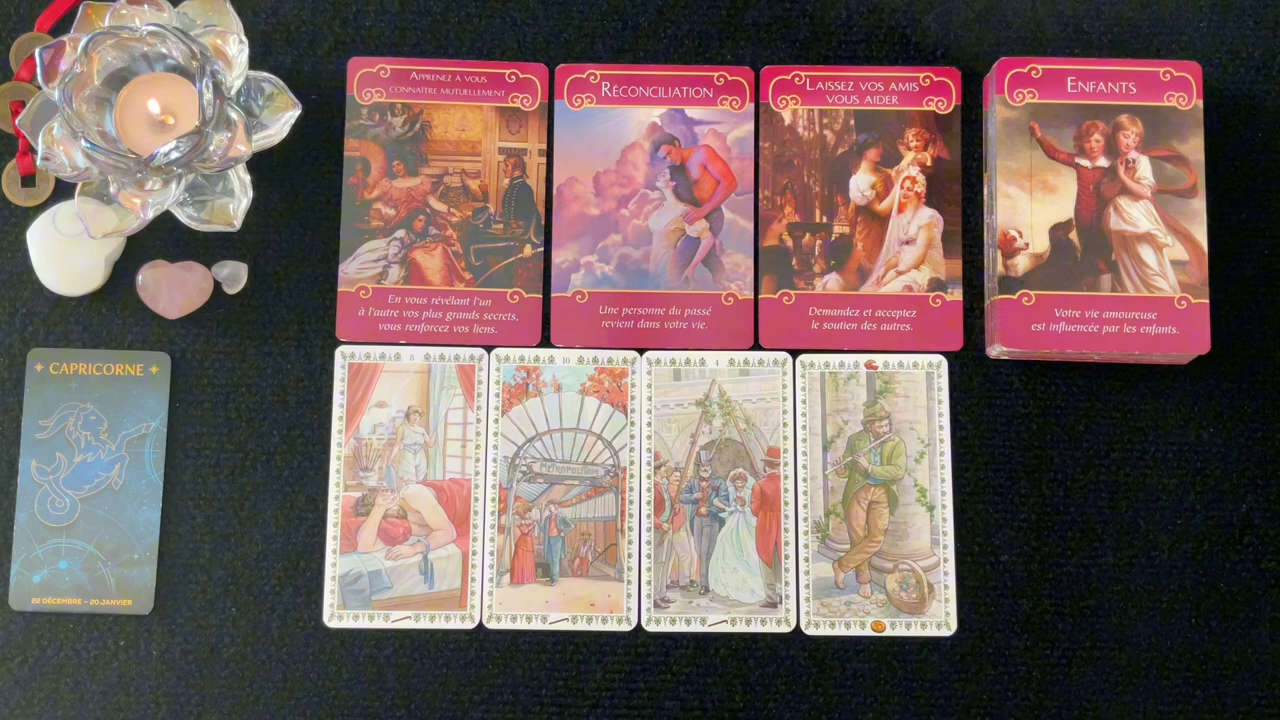 Apprenez à vous
connaître mutuellement
En vous révélant l'un
à l'autre vos plus grands secrets,
vous renforcez vos liens.
Réconciliation
Une personne du passé
revient dans votre vie.
Laissez vos amis
vous aider
Demandez et acceptez
le soutien des autres.
Enfants
Votre vie amoureuse
est influencée par les enfants.
CAPRICORNE
22 DÉCEMBRE – 20 JANVIER
8
10
METROPOLITAIN
4